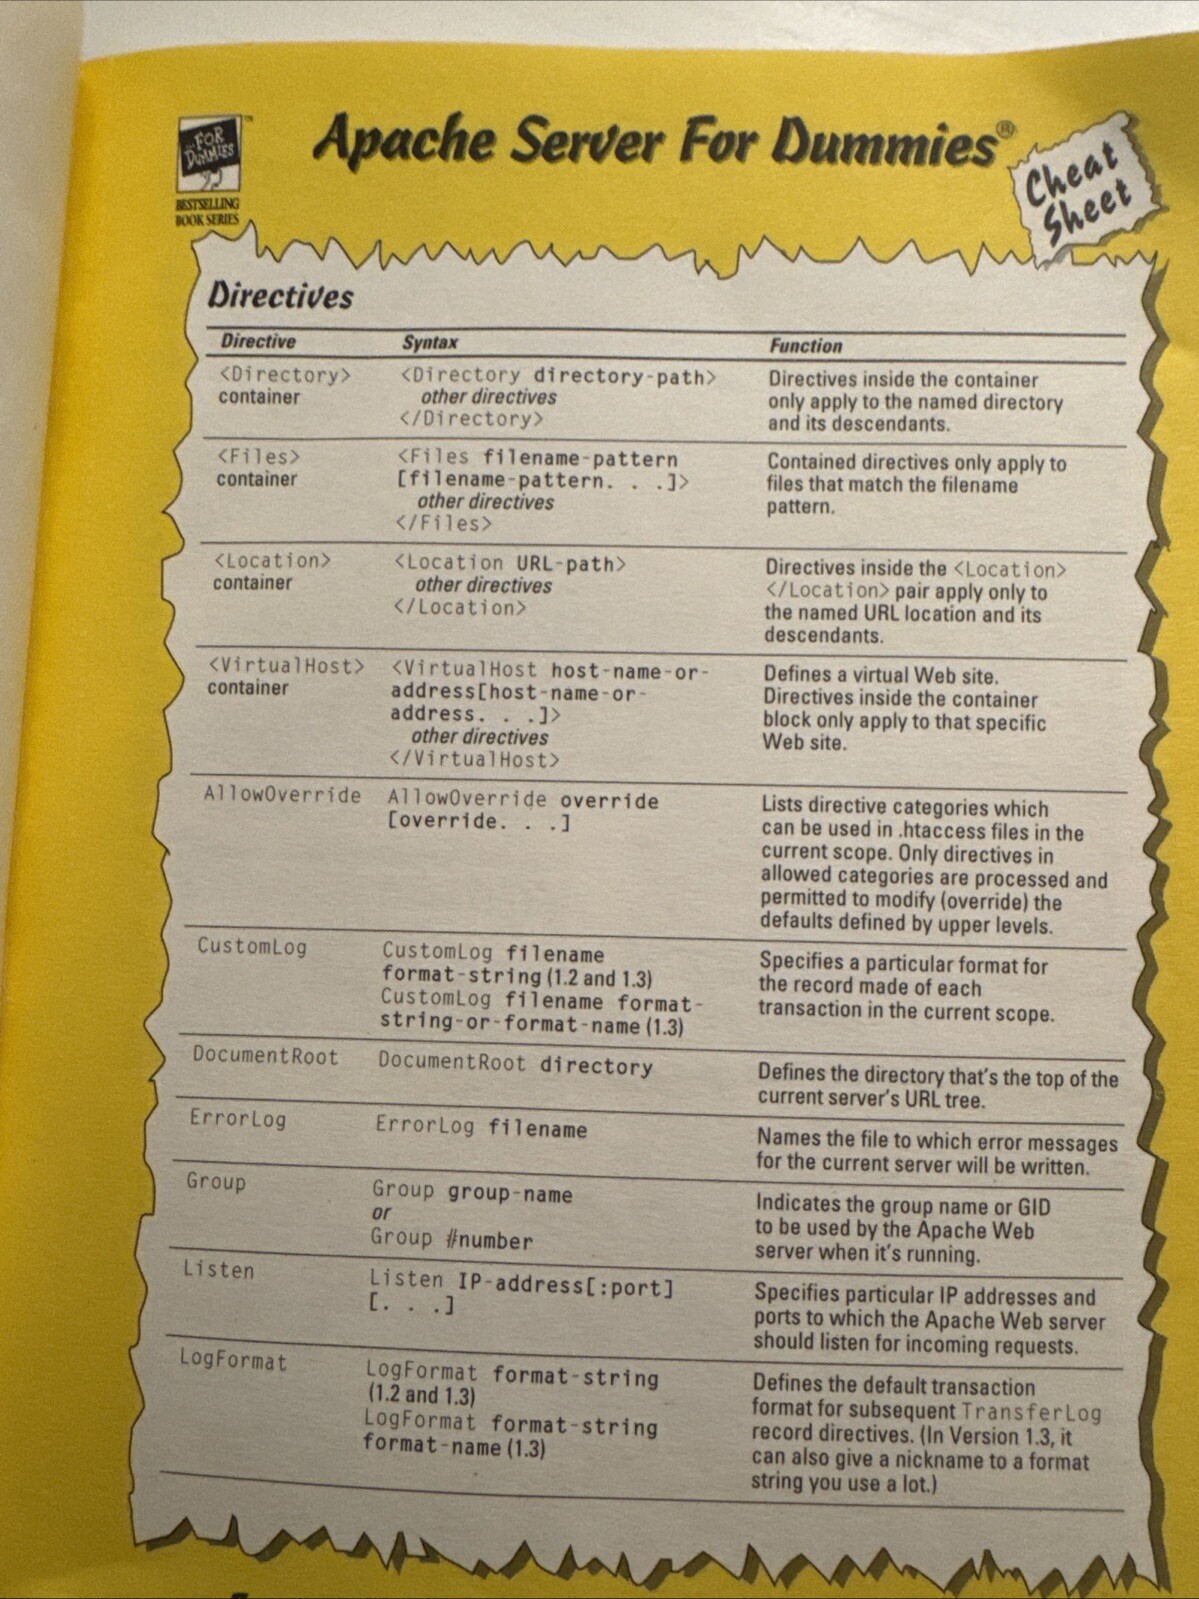 ...FOR
DUMMIES
™
BESTSELLING
BOOK SERIES
Apache Server For Dummies®
Cheat
Sheet
Directives
Directive Syntax Function
<Directory>
container
<Directory directory-path>
other directives
</Directory>
Directives inside the container
only apply to the named directory
and its descendants.
<Files>
container
<Files filename-pattern
[filename-pattern. . .]>
other directives
</Files>
Contained directives only apply to
files that match the filename
pattern.
<Location>
container
<Location URL-path>
other directives
</Location>
Directives inside the <Location>
</Location> pair apply only to
the named URL location and its
descendants.
<VirtualHost>
container
<VirtualHost host-name-or-
address[host-name-or-
address. . .]>
other directives
</VirtualHost>
Defines a virtual Web site.
Directives inside the container
block only apply to that specific
Web site.
AllowOverride
AllowOverride override
[override. . .]
Lists directive categories which
can be used in .htaccess files in the
current scope. Only directives in
allowed categories are processed and
permitted to modify (override) the
defaults defined by upper levels.
CustomLog
CustomLog filename
format-string (1.2 and 1.3)
CustomLog filename format-
string-or-format-name (1.3)
Specifies a particular format for
the record made of each
transaction in the current scope.
DocumentRoot
DocumentRoot directory
Defines the directory that's the top of the
current server's URL tree.
ErrorLog
ErrorLog filename
Names the file to which error messages
for the current server will be written.
Group
Group group-name
or
Group #number
Indicates the group name or GID
to be used by the Apache Web
server when it's running.
Listen
Listen IP-address[:port]
[. . .]
Specifies particular IP addresses and
ports to which the Apache Web server
should listen for incoming requests.
LogFormat
LogFormat format-string
(1.2 and 1.3)
LogFormat format-string
format-name (1.3)
Defines the default transaction
format for subsequent TransferLog
record directives. (In Version 1.3, it
can also give a nickname to a format
string you use a lot.)